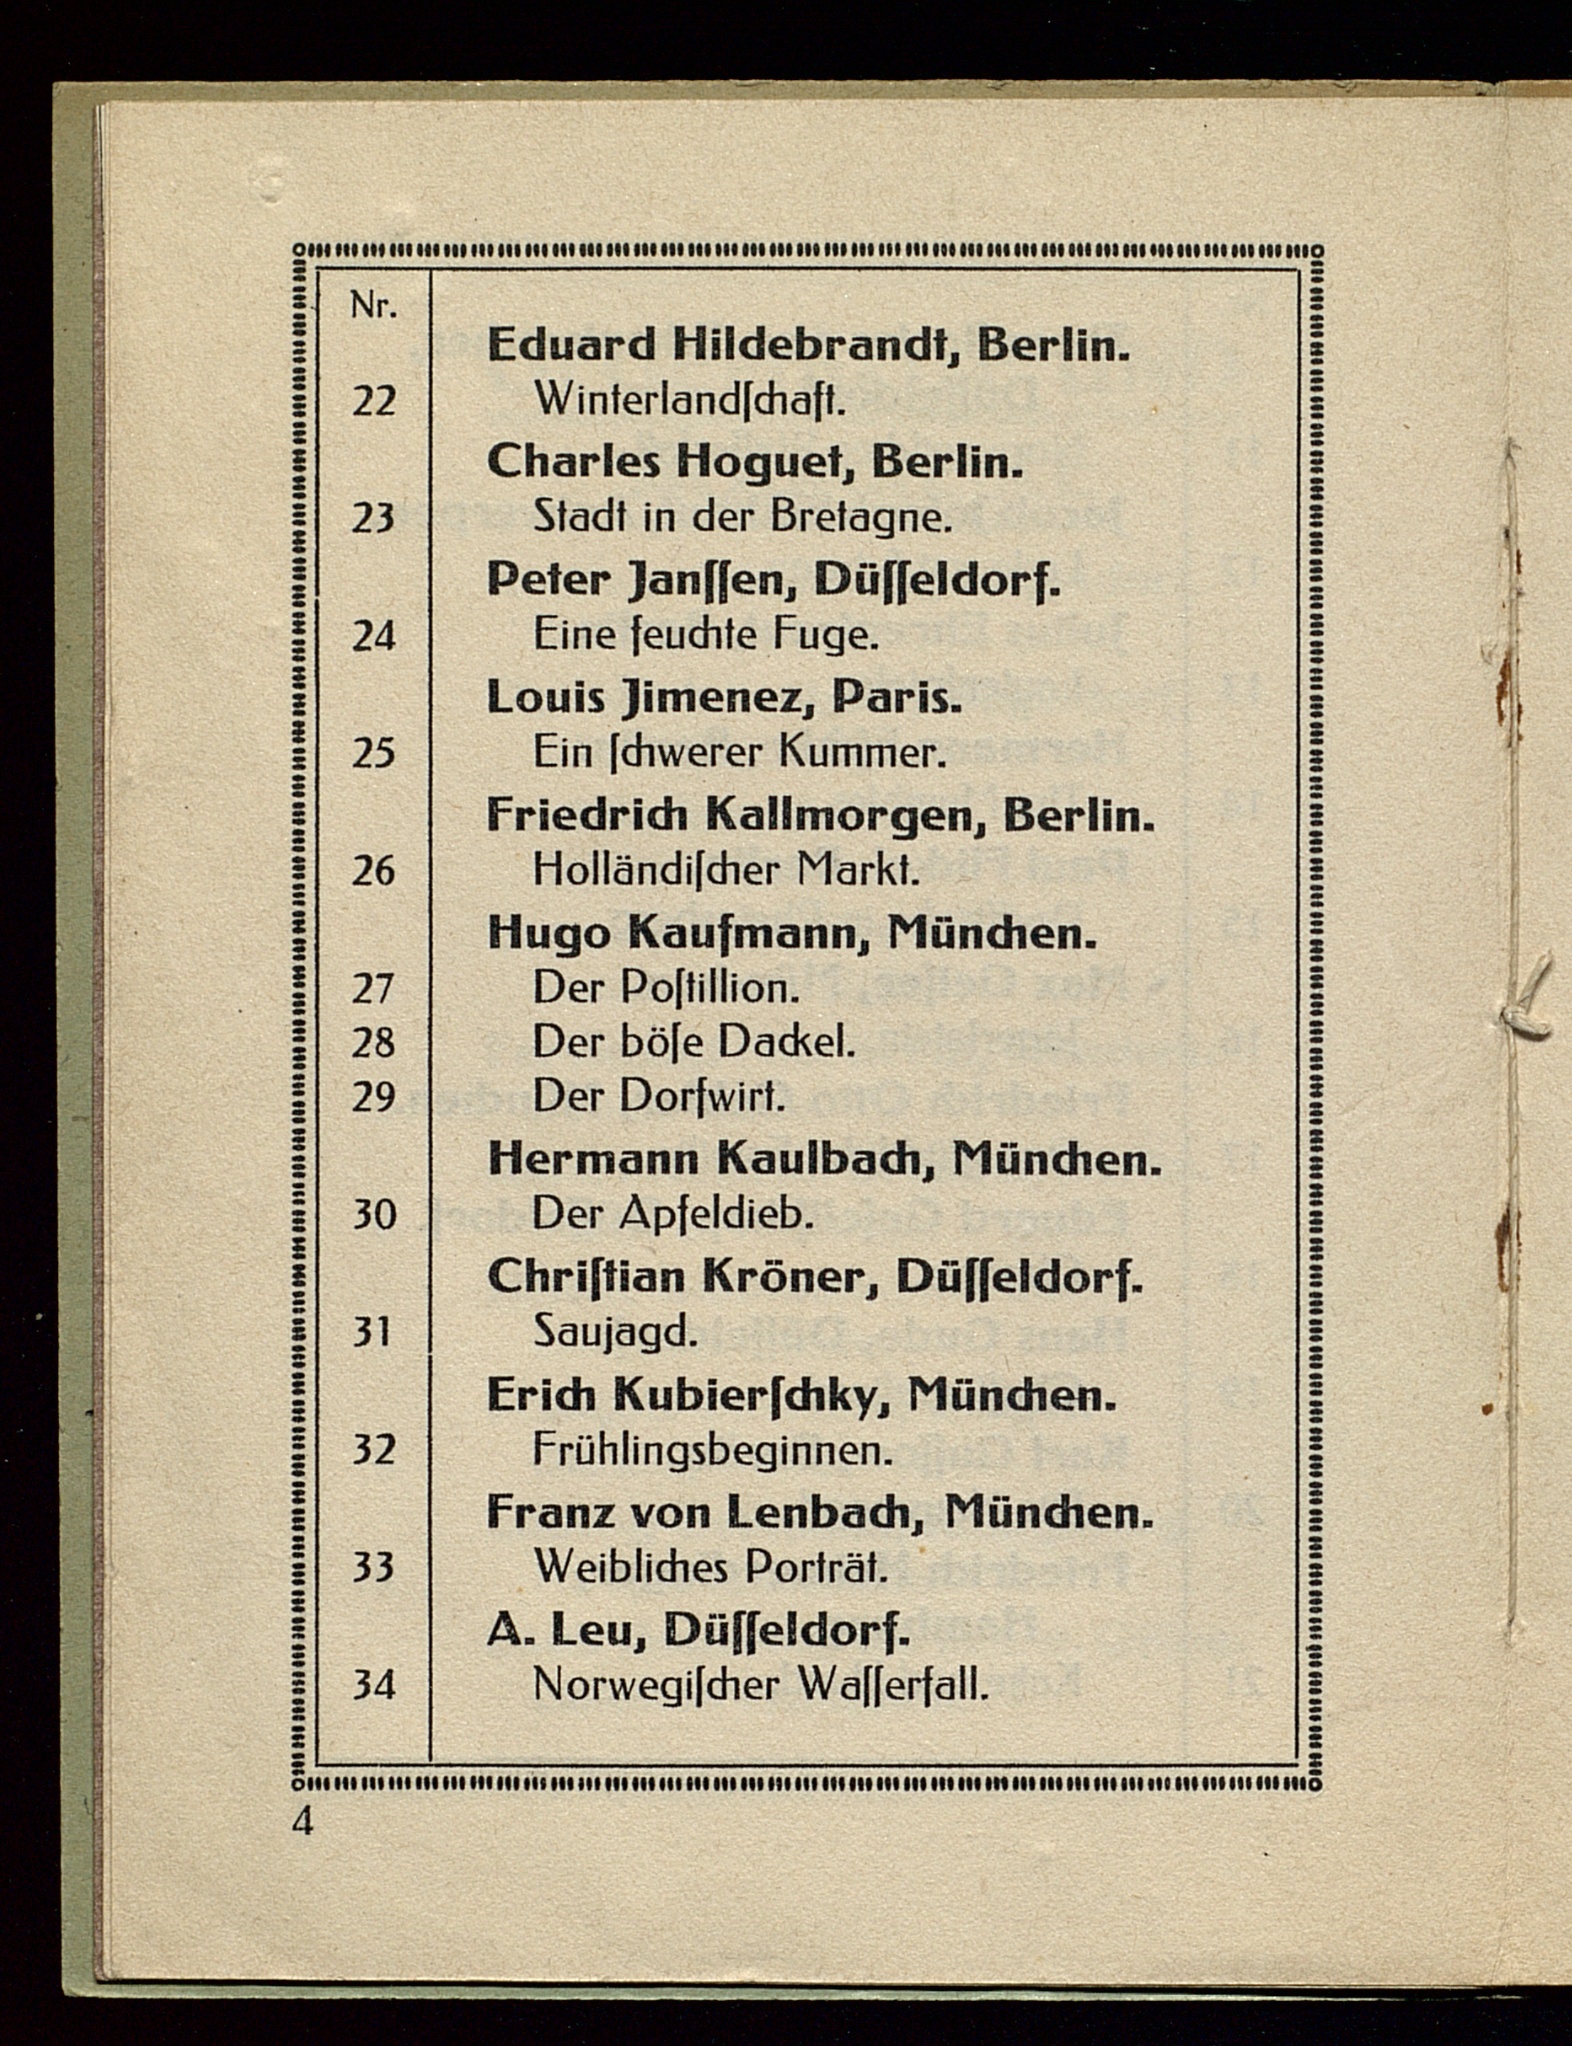 Nr.
Eduard Hildebrandt, Berlin.
22 Winterlandſchaft.
Charles Hoguet, Berlin.
23 Stadt in der Bretagne.
Peter Janſſen, Düſſeldorf.
24 Eine feuchte Fuge.
Louis Jimenez, Paris.
25 Ein ſchwerer Kummer.
Friedrich Kallmorgen, Berlin.
26 Holländiſcher Markt.
Hugo Kaufmann, München.
27 Der Poſtillion.
28 Der böſe Dackel.
29 Der Dorfwirt.
Hermann Kaulbach, München.
30 Der Apfeldieb.
Chriſtian Kröner, Düſſeldorf.
31 Saujagd.
Erich Kubierſchky, München.
32 Frühlingsbeginnen.
Franz von Lenbach, München.
33 Weibliches Porträt.
A. Leu, Düſſeldorf.
34 Norwegiſcher Waſſerfall.
4